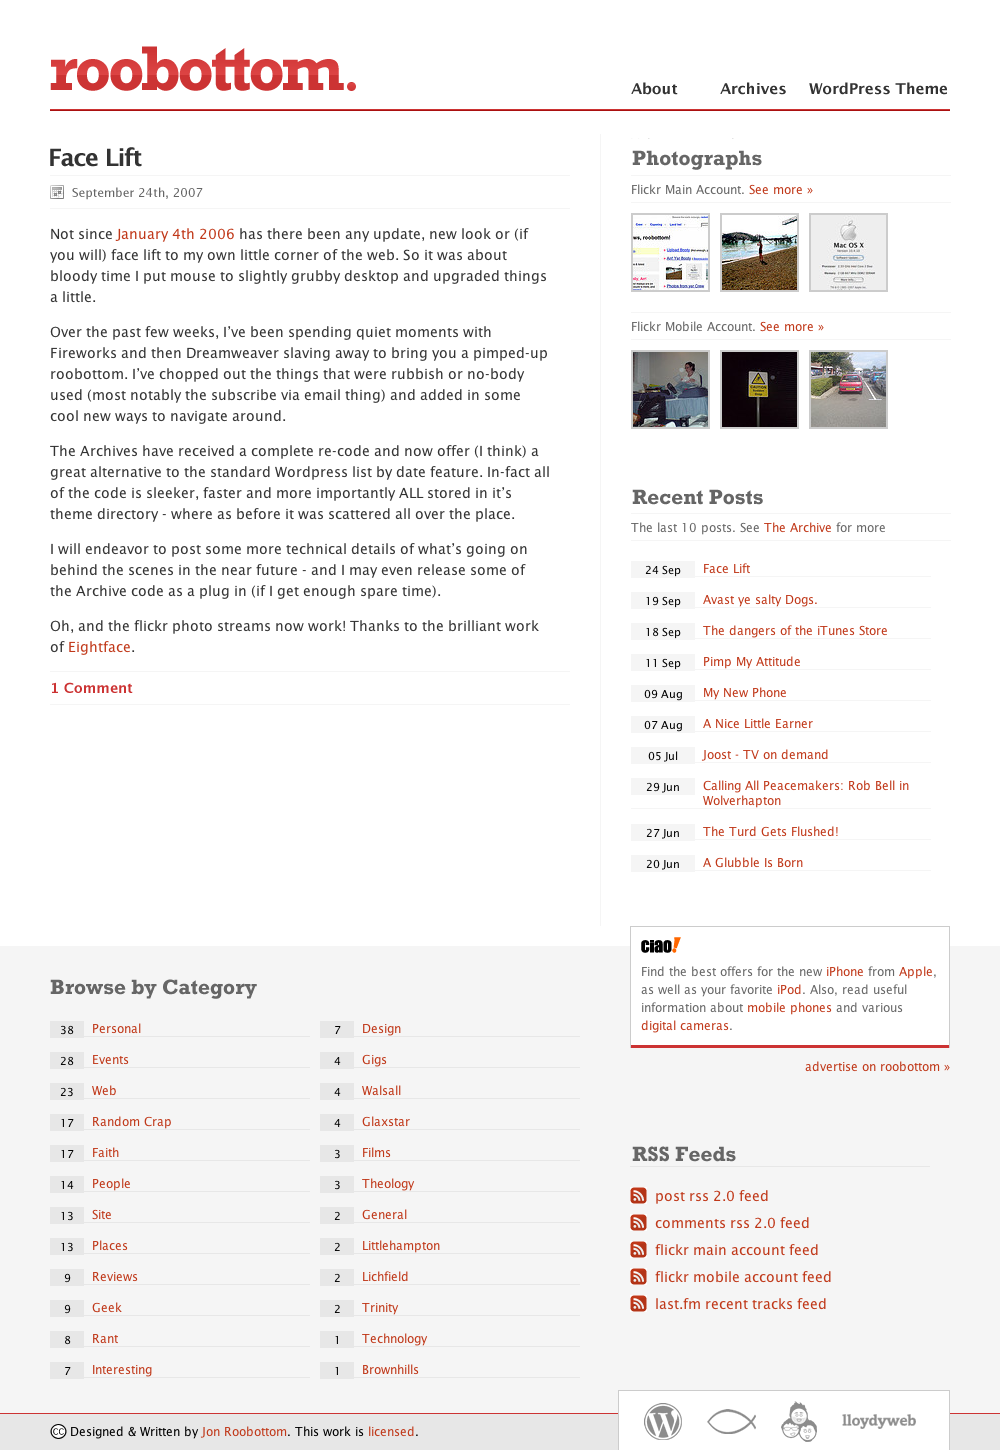 roobottom.
About Archives WordPress Theme
Face Lift
September 24th, 2007
Not since January 4th 2006 has there been any update, new look or (if
you will) face lift to my own little corner of the web. So it was about
bloody time I put mouse to slightly grubby desktop and upgraded things
a little.
Over the past few weeks, I've been spending quiet moments with
Fireworks and then Dreamweaver slaving away to bring you a pimped-up
roobottom. I've chopped out the things that were rubbish or no-body
used (most notably the subscribe via email thing) and added in some
cool new ways to navigate around.
The Archives have received a complete re-code and now offer (I think) a
great alternative to the standard Wordpress list by date feature. In-fact all
of the code is sleeker, faster and more importantly ALL stored in it's
theme directory - where as before it was scattered all over the place.
I will endeavor to post some more technical details of what's going on
behind the scenes in the near future - and I may even release some of
the Archive code as a plug in (if I get enough spare time).
Oh, and the flickr photo streams now work! Thanks to the brilliant work
of Eightface.
1 Comment
Photographs
Flickr Main Account. See more »
ws, roobottom!
Mac OS X
Flickr Mobile Account. See more »
Recent Posts
The last 10 posts. See The Archive for more
24 Sep Face Lift
19 Sep Avast ye salty Dogs.
18 Sep The dangers of the iTunes Store
11 Sep Pimp My Attitude
09 Aug My New Phone
07 Aug A Nice Little Earner
05 Jul Joost - TV on demand
29 Jun Calling All Peacemakers: Rob Bell in
Wolverhapton
27 Jun The Turd Gets Flushed!
20 Jun A Glubble Is Born
ciao!
Find the best offers for the new iPhone from Apple,
as well as your favorite iPod. Also, read useful
information about mobile phones and various
digital cameras.
advertise on roobottom »
Browse by Category
38 Personal
28 Events
23 Web
17 Random Crap
17 Faith
14 People
13 Site
13 Places
9 Reviews
9 Geek
8 Rant
7 Interesting
7 Design
4 Gigs
4 Walsall
4 Glaxstar
3 Films
3 Theology
2 General
2 Littlehampton
2 Lichfield
2 Trinity
1 Technology
1 Brownhills
RSS Feeds
post rss 2.0 feed
comments rss 2.0 feed
flickr main account feed
flickr mobile account feed
last.fm recent tracks feed
cc Designed & Written by Jon Roobottom. This work is licensed.
lloydyweb